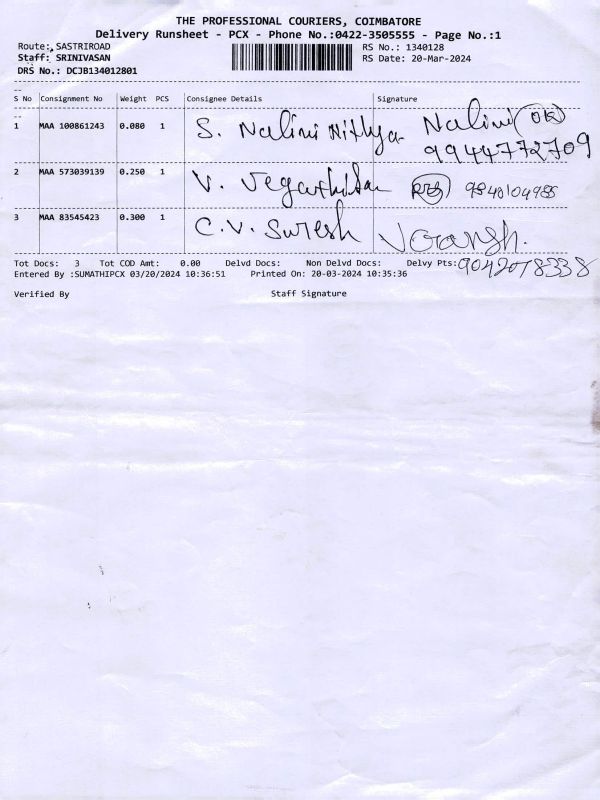 THE PROFESSIONAL COURIERS, COIMBATORE
Delivery Runsheet - PCX - Phone No.:0422-3505555 - Page No.:1
Route: SASTRIROAD RS No.: 1340128
Staff: SRINIVASAN RS Date: 20-Mar-2024
DRS No.: DCJB134012801
S No Consignment No Weight PCS Consignee Details Signature
1 MAA 100861243 0.080 1 S. Nalini Nithya Nalini (OK)
9944772709
2 MAA 573039139 0.250 1 V. 9840104988
3 MAA 83545423 0.300 1 C.V. Suresh
Tot Docs: 3 Tot COD Amt: 0.00 Delvd Docs: Non Delvd Docs: Delvy Pts: 9042078338
Entered By :SUMATHIPCX 03/20/2024 10:36:51 Printed On: 20-03-2024 10:35:36
Verified By Staff Signature